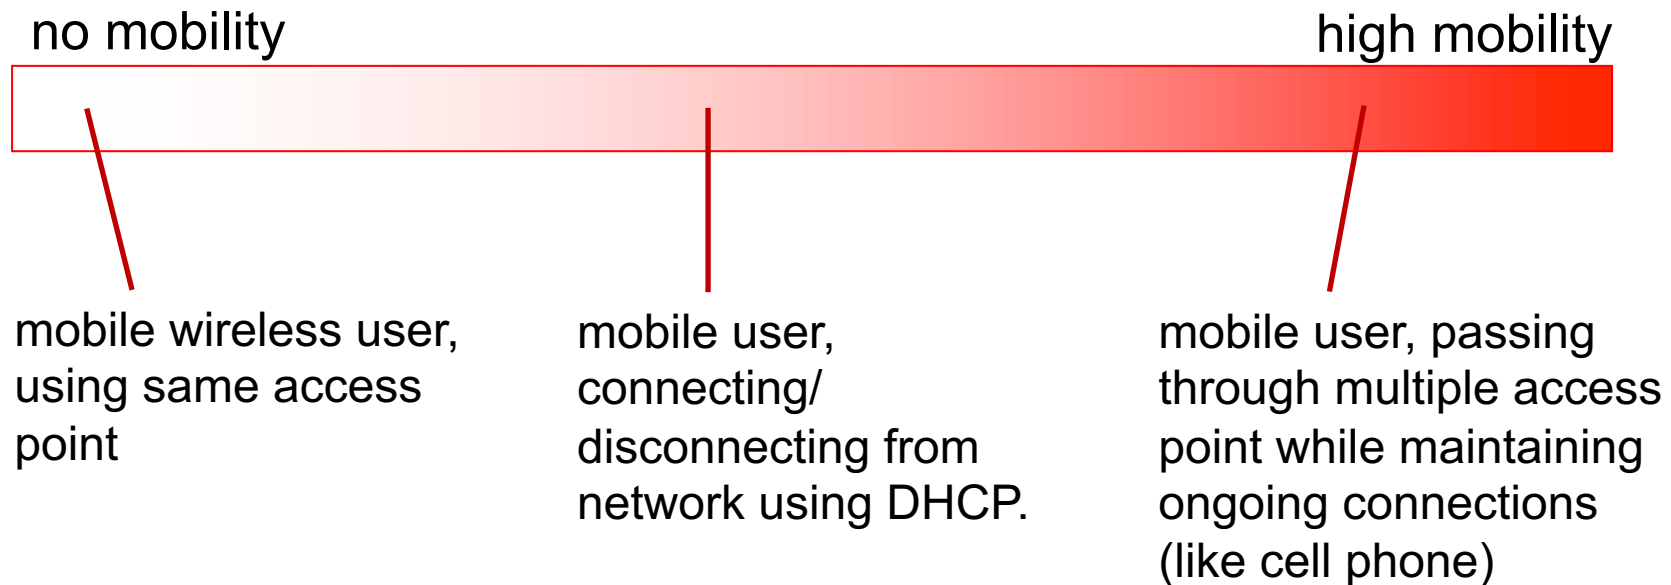 no mobility
high mobility
mobile wireless user,
using same access
point
mobile user,
connecting/
disconnecting from
network using DHCP.
mobile user, passing
through multiple access
point while maintaining
ongoing connections
(like cell phone)